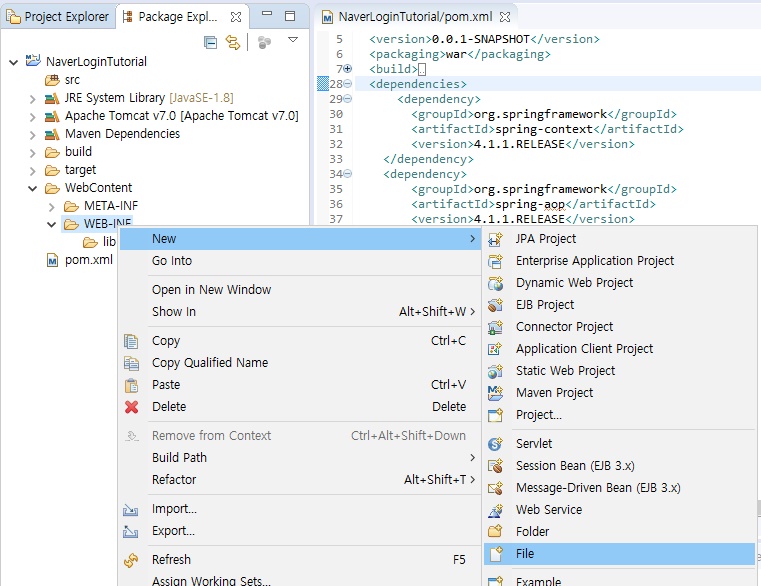 Project Explorer
Package Expl...
NaverLoginTutorial
src
JRE System Library [JavaSE-1.8]
Apache Tomcat v7.0 [Apache Tomcat v7.0]
Maven Dependencies
build
target
WebContent
META-INF
WEB-INF
lib
pom.xml
NaverLoginTutorial/pom.xml
5 <version>0.0.1-SNAPSHOT</version>
6 <packaging>war</packaging>
7 <build>
28 <dependencies>
29 <dependency>
30 <groupId>org.springframework</groupId>
31 <artifactId>spring-context</artifactId>
32 <version>4.1.1.RELEASE</version>
33 </dependency>
34 <dependency>
35 <groupId>org.springframework</groupId>
36 <artifactId>spring-aop</artifactId>
37 <version>4.1.1.RELEASE</version>
New
Go Into
Open in New Window
Show In Alt+Shift+W
Copy Ctrl+C
Copy Qualified Name
Paste Ctrl+V
Delete Delete
Remove from Context Ctrl+Alt+Shift+Down
Build Path
Refactor Alt+Shift+T
Import...
Export...
Refresh F5
Assign Working Sets...
JPA Project
Enterprise Application Project
Dynamic Web Project
EJB Project
Connector Project
Application Client Project
Static Web Project
Maven Project
Project...
Servlet
Session Bean (EJB 3.x)
Message-Driven Bean (EJB 3.x)
Web Service
Folder
File
Example